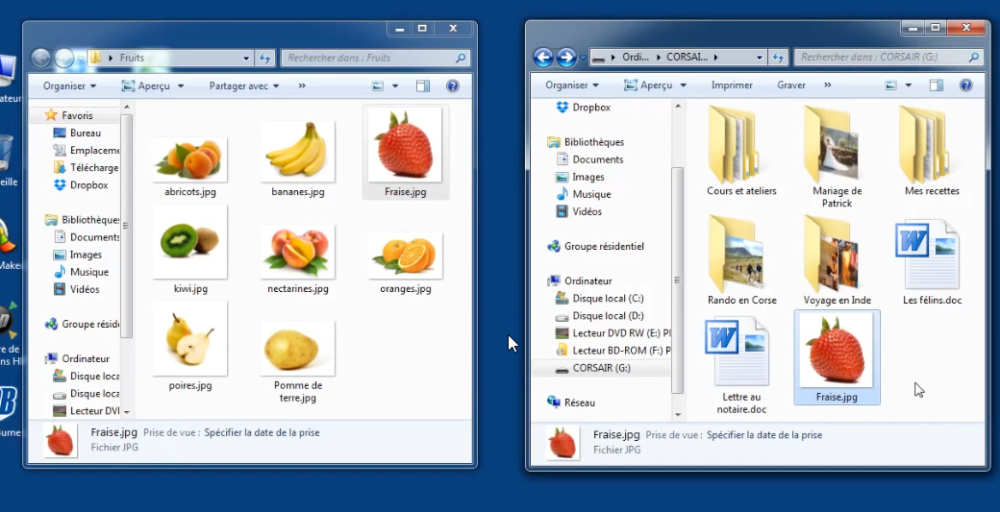 Fruits
Rechercher dans : Fruits
Organiser
Aperçu
Partager avec
»
Favoris
Bureau
Emplaceme
Télécharge
Dropbox
Bibliothèques
Documents
Images
Musique
Vidéos
Groupe réside
Ordinateur
Disque loca
Disque loca
Lecteur DVI
abricots.jpg
bananes.jpg
Fraise.jpg
kiwi.jpg
nectarines.jpg
oranges.jpg
poires.jpg
Pomme de
terre.jpg
Fraise.jpg Prise de vue : Spécifier la date de la prise
Fichier JPG
ateur
eille
Maker
re de
ns H
Burne
Ordi...
CORSAI...
Rechercher dans : CORSAIR (G:)
Organiser
Aperçu
Imprimer
Graver
»
Dropbox
Bibliothèques
Documents
Images
Musique
Vidéos
Groupe résidentiel
Ordinateur
Disque local (C:)
Disque local (D:)
Lecteur DVD RW (E:) Pl
Lecteur BD-ROM (F:) P
CORSAIR (G:)
Réseau
Cours et ateliers
Mariage de
Patrick
Mes recettes
Rando en Corse
Voyage en Inde
Les félins.doc
Lettre au
notaire.doc
Fraise.jpg
Fraise.jpg Prise de vue : Spécifier la date de la prise
Fichier JPG